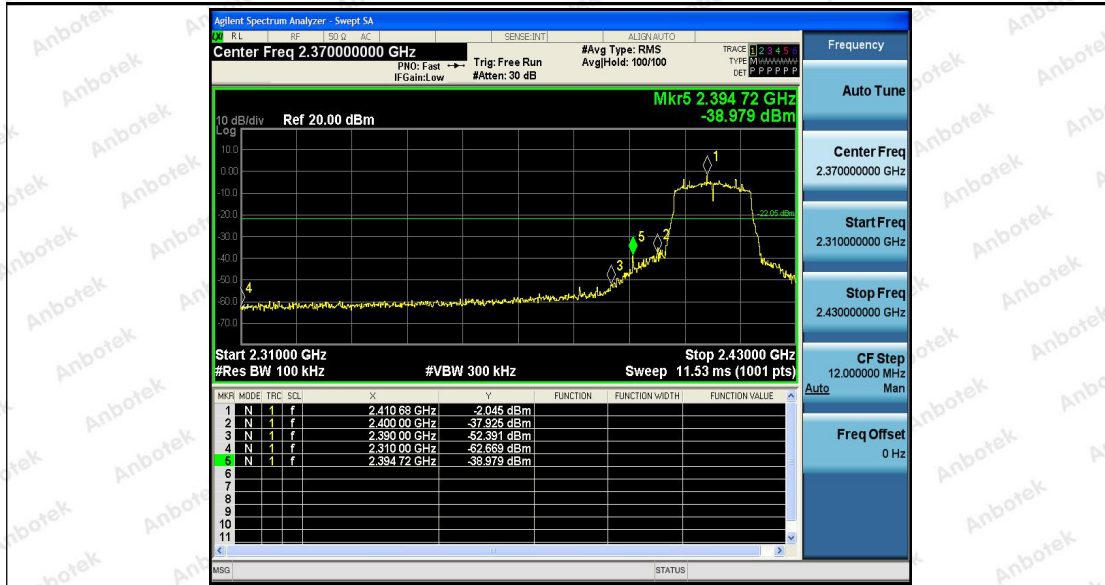 Agilent Spectrum Analyzer - Swept SA
RL RF 50 Ω AC SENSE:INT ALIGNAUTO
Center Freq 2.370000000 GHz
PNO: Fast
IFGain:Low
Trig: Free Run
#Atten: 30 dB
#Avg Type: RMS
Avg|Hold: 100/100
TRACE 1 2 3 4 5 6
TYPE M
DET P P P P P P
Mkr5 2.394 72 GHz
-38.979 dBm
10 dB/div Ref 20.00 dBm
Log
10.0
0.00
-10.0
-20.0
-30.0
-40.0
-50.0
-60.0
-70.0
1
-22.05 dBm
5
2
3
4
Start 2.31000 GHz Stop 2.43000 GHz
#Res BW 100 kHz #VBW 300 kHz Sweep 11.53 ms (1001 pts)
MKR MODE TRC SCL X Y FUNCTION FUNCTION WIDTH FUNCTION VALUE
1 N 1 f 2.410 68 GHz -2.045 dBm
2 N 1 f 2.400 00 GHz -37.925 dBm
3 N 1 f 2.390 00 GHz -52.391 dBm
4 N 1 f 2.310 00 GHz -62.669 dBm
5 N 1 f 2.394 72 GHz -38.979 dBm
6
7
8
9
10
11
MSG STATUS
Frequency
Auto Tune
Center Freq
2.370000000 GHz
Start Freq
2.310000000 GHz
Stop Freq
2.430000000 GHz
CF Step
12.000000 MHz
Auto Man
Freq Offset
0 Hz
Anbotek